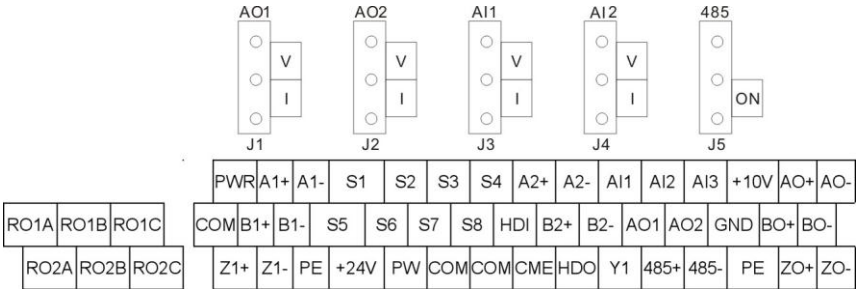 AO1 AO2 AI1 AI2 485
V V V V
I I I I ON
J1 J2 J3 J4 J5
PWR A1+ A1- S1 S2 S3 S4 A2+ A2- AI1 AI2 AI3 +10V AO+ AO-
RO1A RO1B RO1C COM B1+ B1- S5 S6 S7 S8 HDI B2+ B2- AO1 AO2 GND BO+ BO-
RO2A RO2B RO2C Z1+ Z1- PE +24V PW COM COM CME HDO Y1 485+ 485- PE ZO+ ZO-